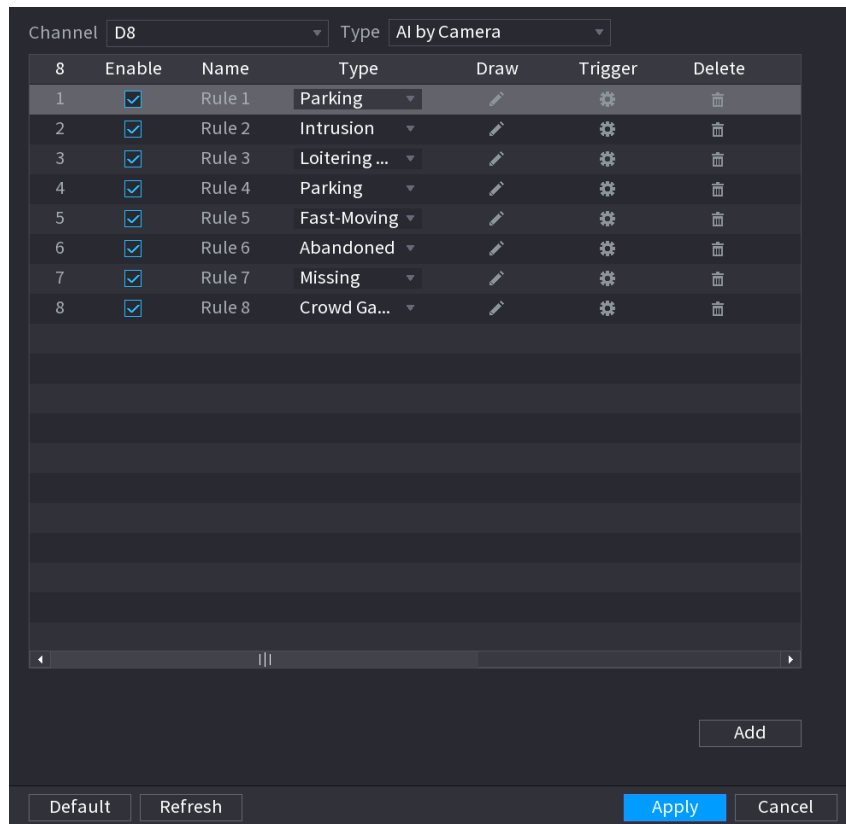 Channel D8 Type AI by Camera
8 Enable Name Type Draw Trigger Delete
1 Rule 1 Parking
2 Rule 2 Intrusion
3 Rule 3 Loitering ...
4 Rule 4 Parking
5 Rule 5 Fast-Moving
6 Rule 6 Abandoned
7 Rule 7 Missing
8 Rule 8 Crowd Ga...
Add
Default Refresh Apply Cancel